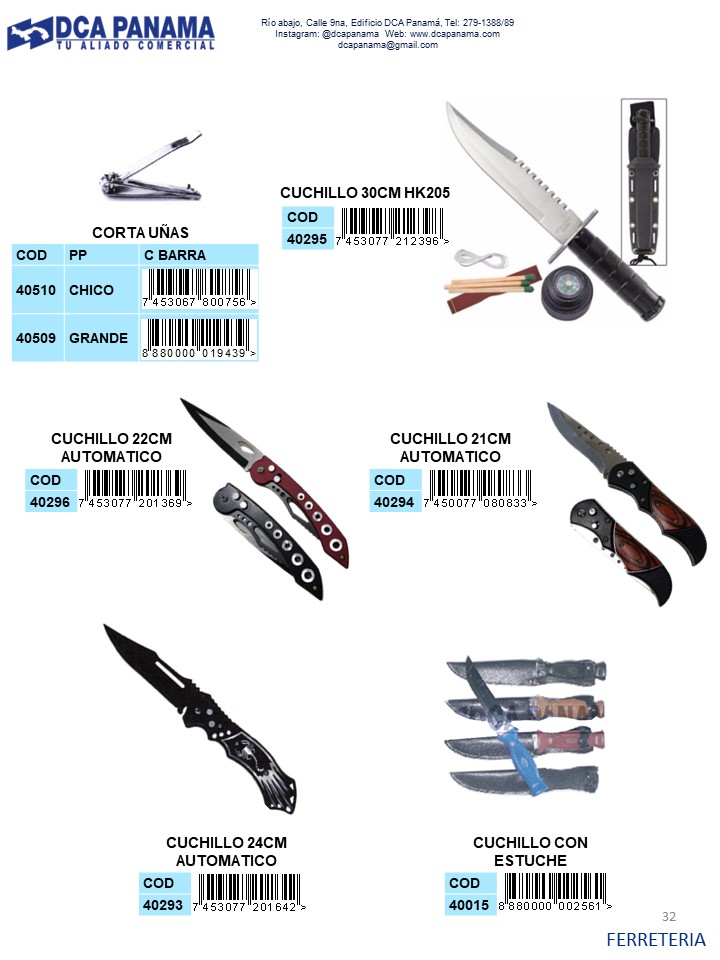 DCA PANAMA
TU ALIADO COMERCIAL
Río abajo, Calle 9na, Edificio DCA Panamá, Tel: 279-1388/89
Instagram: @dcapanama Web: www.dcapanama.com
dcapanama@gmail.com
CORTA UÑAS
COD PP C BARRA
40510 CHICO 7 453067 800756 >
40509 GRANDE 8 880000 019439 >
CUCHILLO 30CM HK205
COD
40295 7 453077 212396 >
CUCHILLO 22CM
AUTOMATICO
COD
40296 7 453077 201369 >
CUCHILLO 21CM
AUTOMATICO
COD
40294 7 450077 080833 >
CUCHILLO 24CM
AUTOMATICO
COD
40293 7 453077 201642 >
DCA PANAMA
CUCHILLO CON
ESTUCHE
COD
40015 8 880000 002561 >
32
FERRETERIA